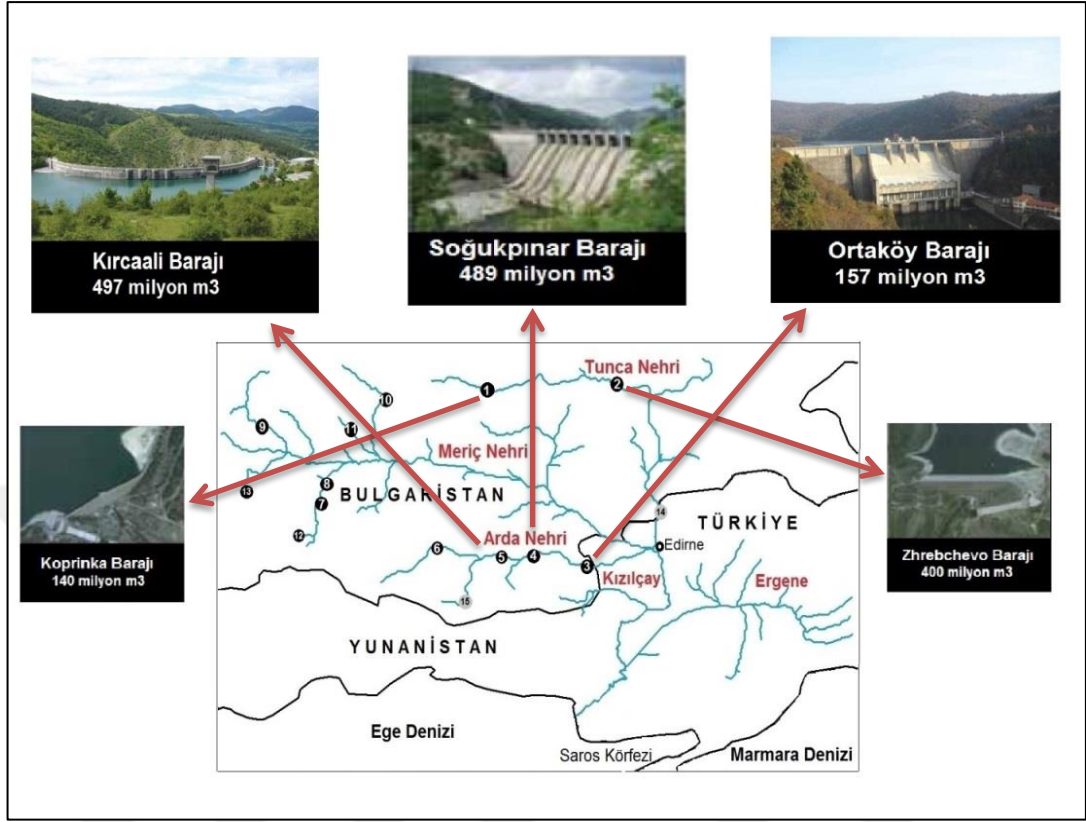 Kırcaali Barajı
497 milyon m3
Soğukpınar Barajı
489 milyon m3
Ortaköy Barajı
157 milyon m3
Koprinka Barajı
140 milyon m3
Zhrebchevo Barajı
400 milyon m3
Tunca Nehri
1
2
10
9
11
Meriç Nehri
8
13
BULGARİSTAN
7
14
TÜRKİYE
12
Arda Nehri
Edirne
6
5
4
3
Kızılçay
Ergene
15
YUNANİSTAN
Ege Denizi
Saros Körfezi
Marmara Denizi